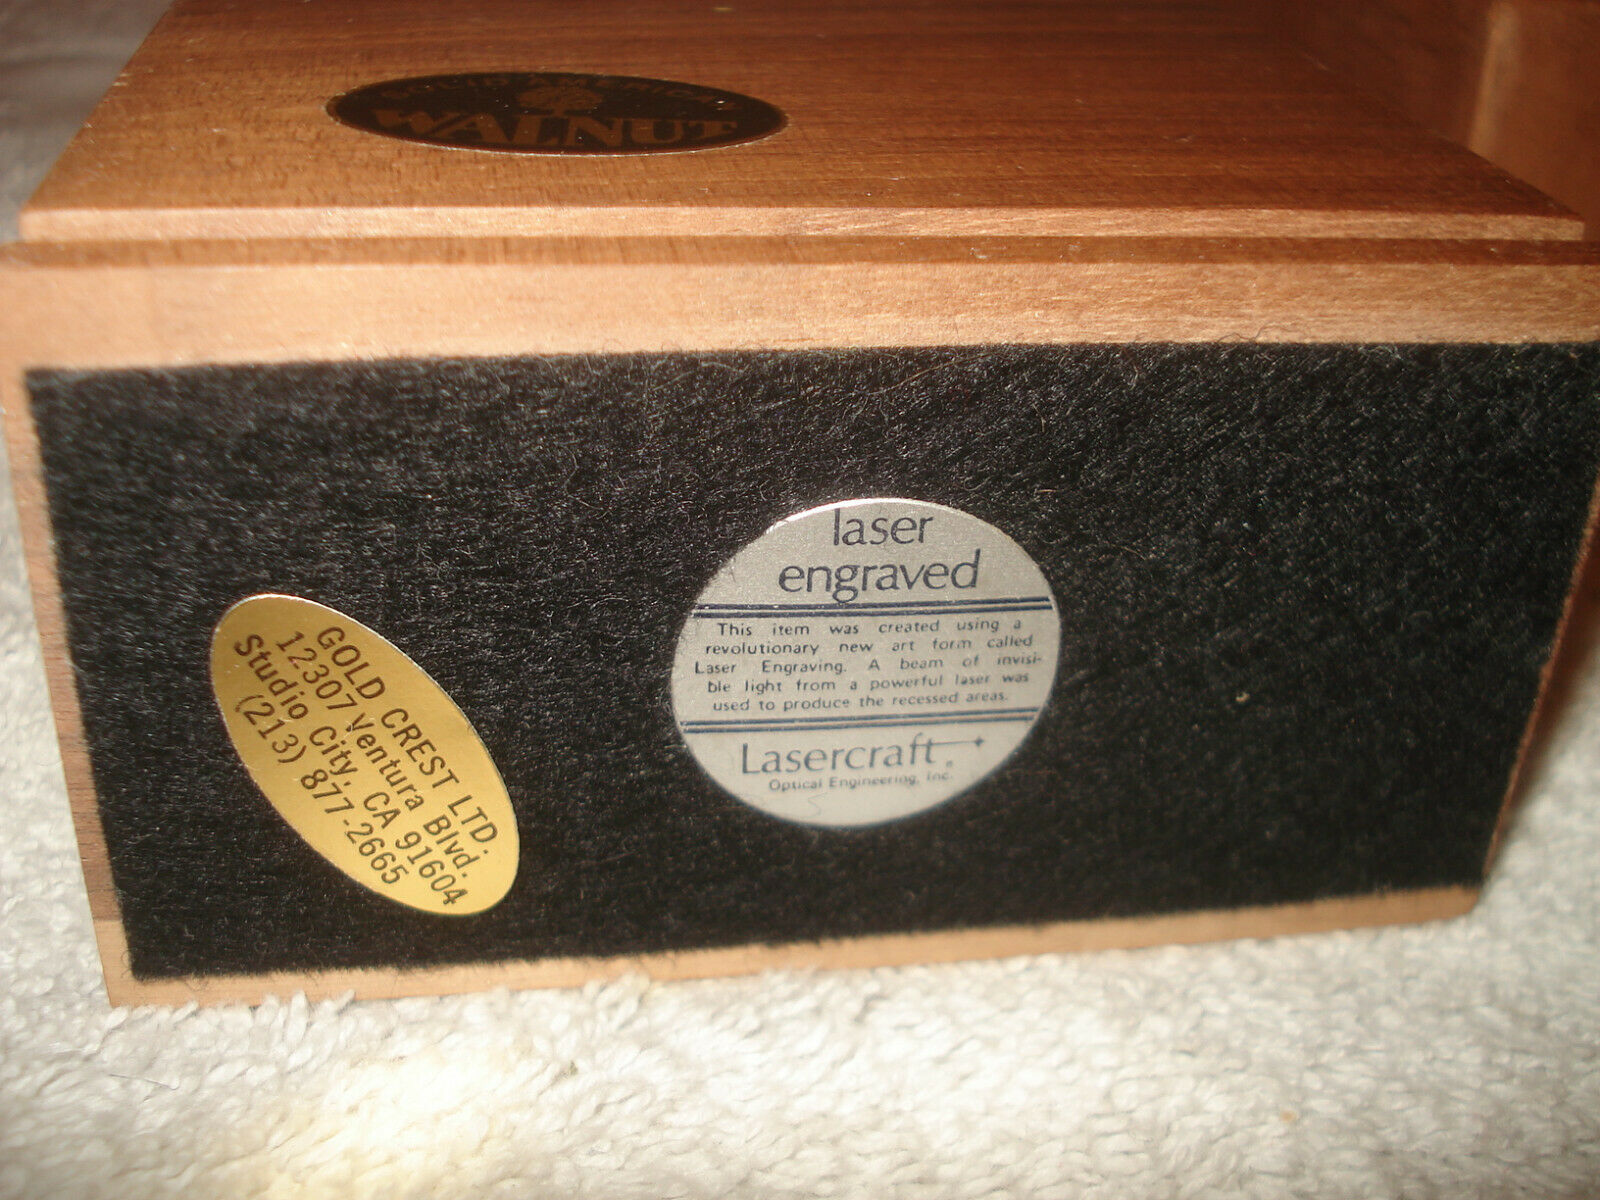 SOLID AMERICAN
WALNUT
laser
engraved
This item was created using a
revolutionary new art form called
Laser Engraving. A beam of invisi-
ble light from a powerful laser was
used to produce the recessed areas.
Lasercraft ®
Optical Engineering, Inc.
GOLD CREST LTD.
12307 Ventura Blvd.
Studio City, CA 91604
(213) 877-2665